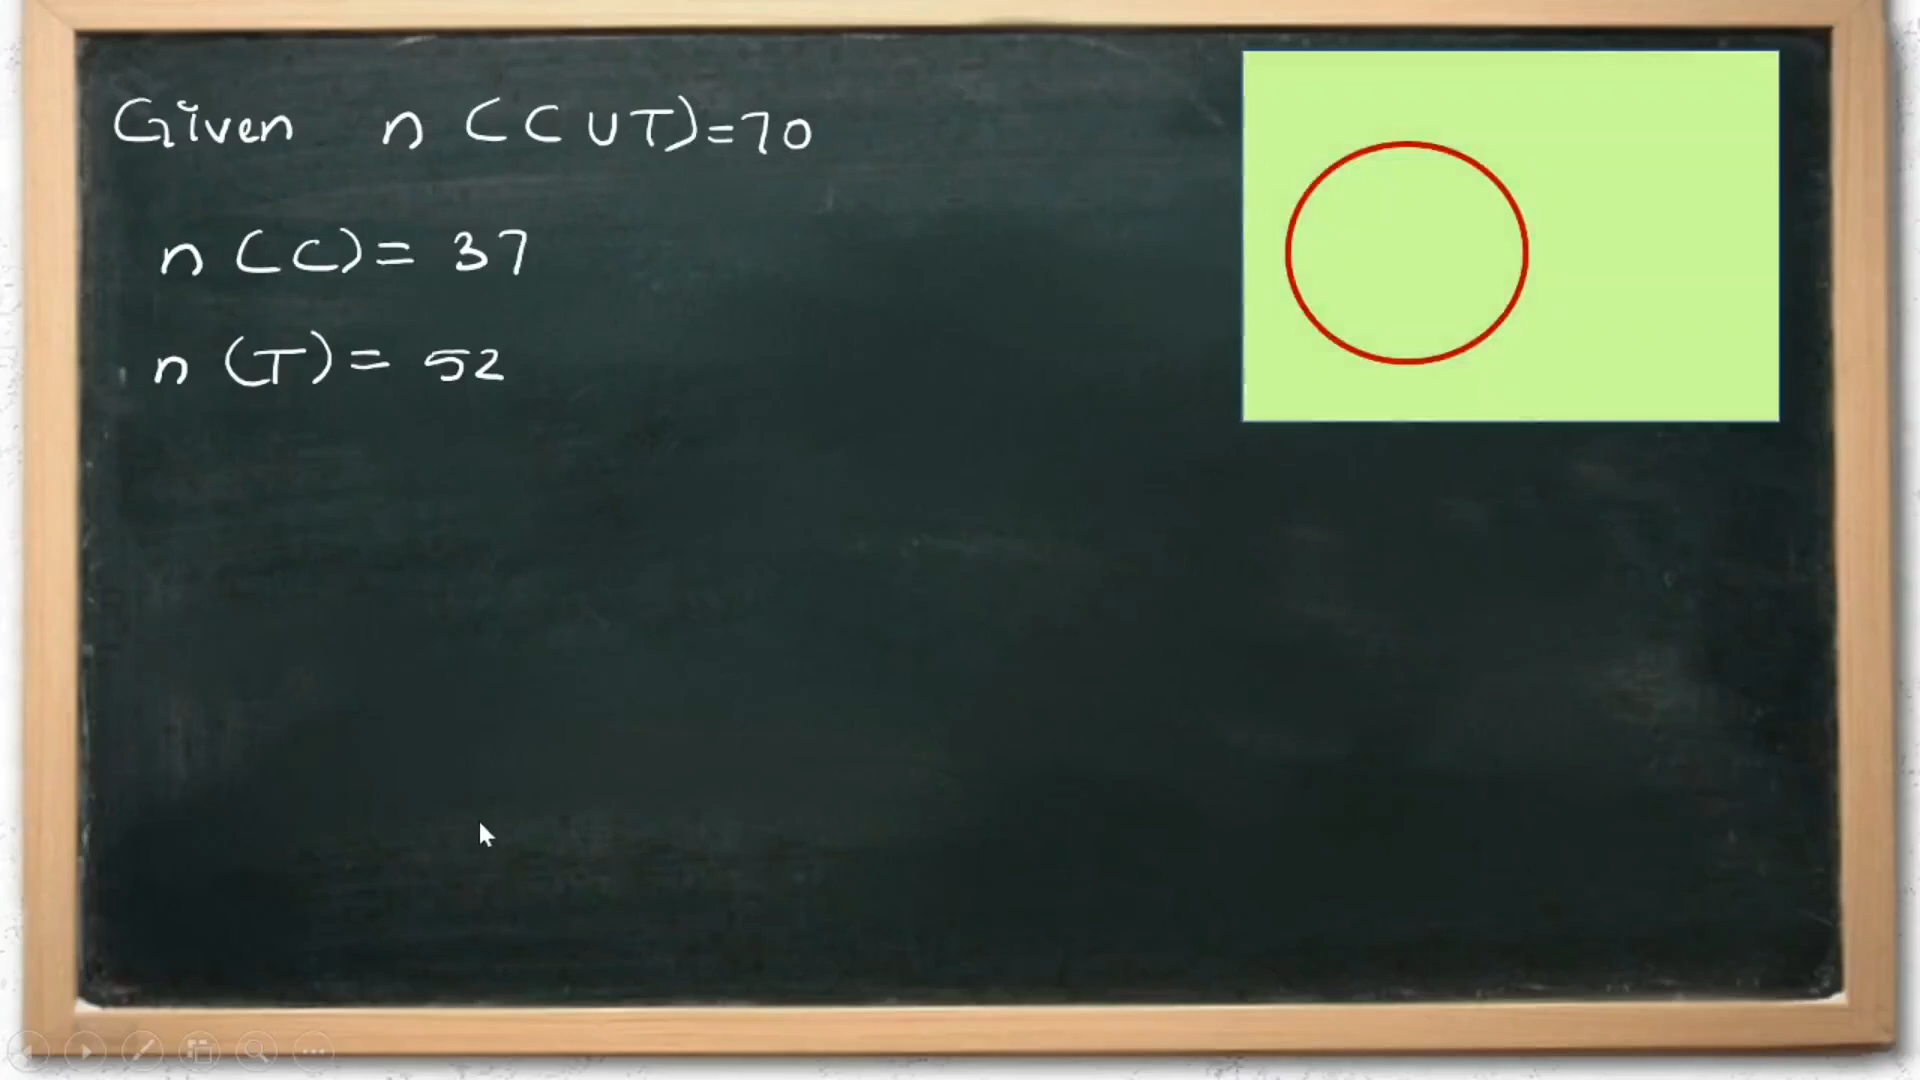 Given n (C∪T)=70
n (C)= 37
n (T)= 52